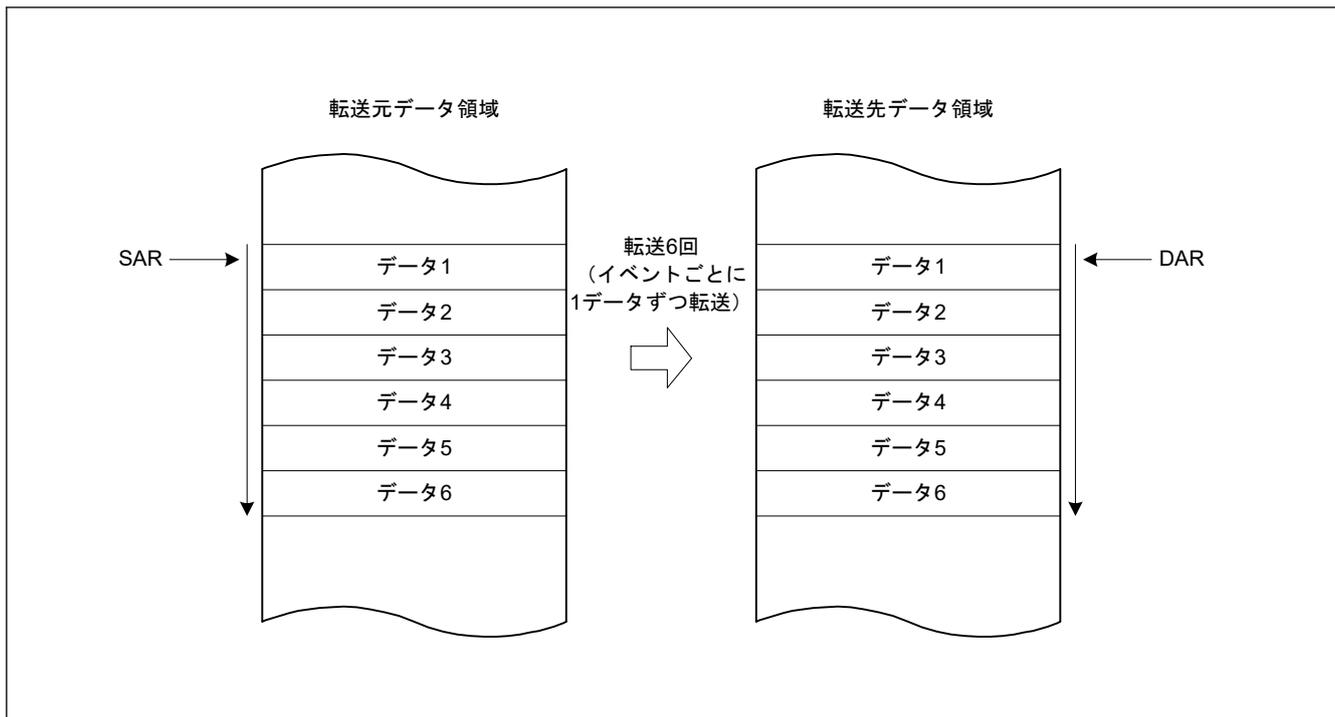 転送元データ領域
転送先データ領域
SAR
データ1
データ2
データ3
データ4
データ5
データ6
転送6回
（イベントごとに
1データずつ転送）
データ1
データ2
データ3
データ4
データ5
データ6
DAR